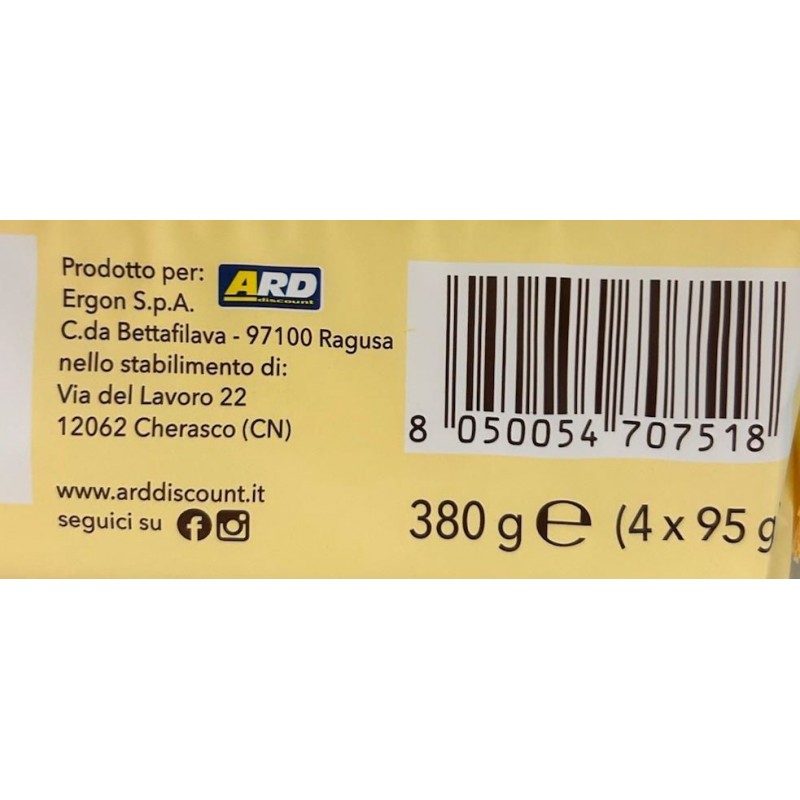 Prodotto per:
ARD
discount
Ergon S.p.A.
C.da Bettafilava - 97100 Ragusa
nello stabilimento di:
Via del Lavoro 22
12062 Cherasco (CN)
www.arddiscount.it
seguici su
8 050054 707518
380 g ℮ (4 x 95 g